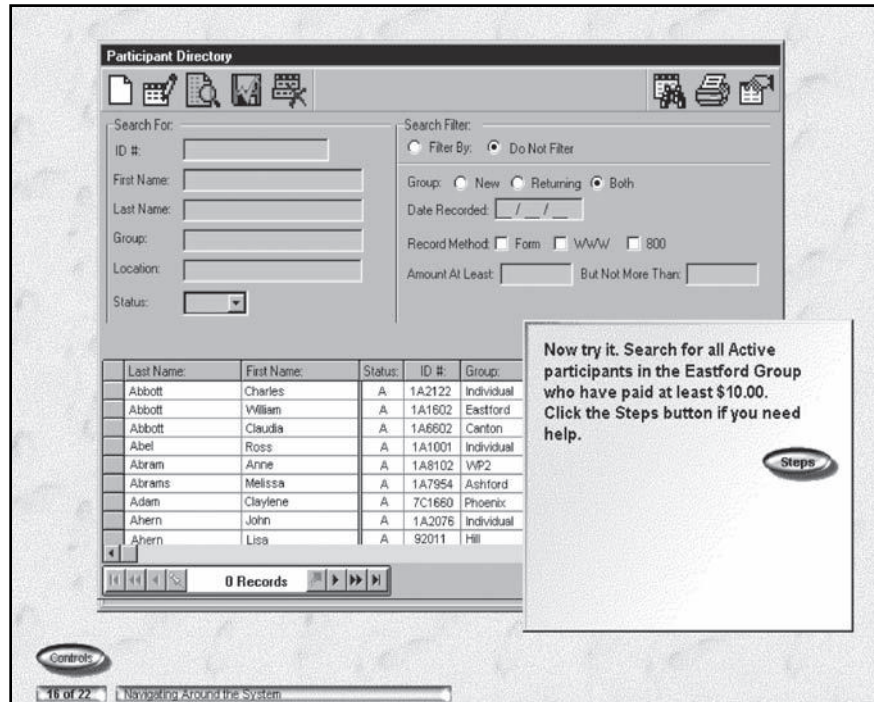 Participant Directory
Search For:
ID #:
First Name:
Last Name:
Group:
Location:
Status:
Search Filter:
Filter By: Do Not Filter
Group: New Returning Both
Date Recorded: __/__/__
Record Method: Form WWW 800
Amount At Least: But Not More Than:
Last Name: First Name: Status: ID #: Group:
Abbott Charles A 1A2122 Individual
Abbott William A 1A1602 Eastford
Abbott Claudia A 1A6602 Canton
Abel Ross A 1A1001 Individual
Abram Anne A 1A8102 WP2
Abrams Melissa A 1A7954 Ashford
Adam Claylene A 7C1660 Phoenix
Ahern John A 1A2076 Individual
Ahern Lisa A 92011 Hill
0 Records
Now try it. Search for all Active
participants in the Eastford Group
who have paid at least $10.00.
Click the Steps button if you need
help.
Steps
Controls
16 of 22 Navigating Around the System